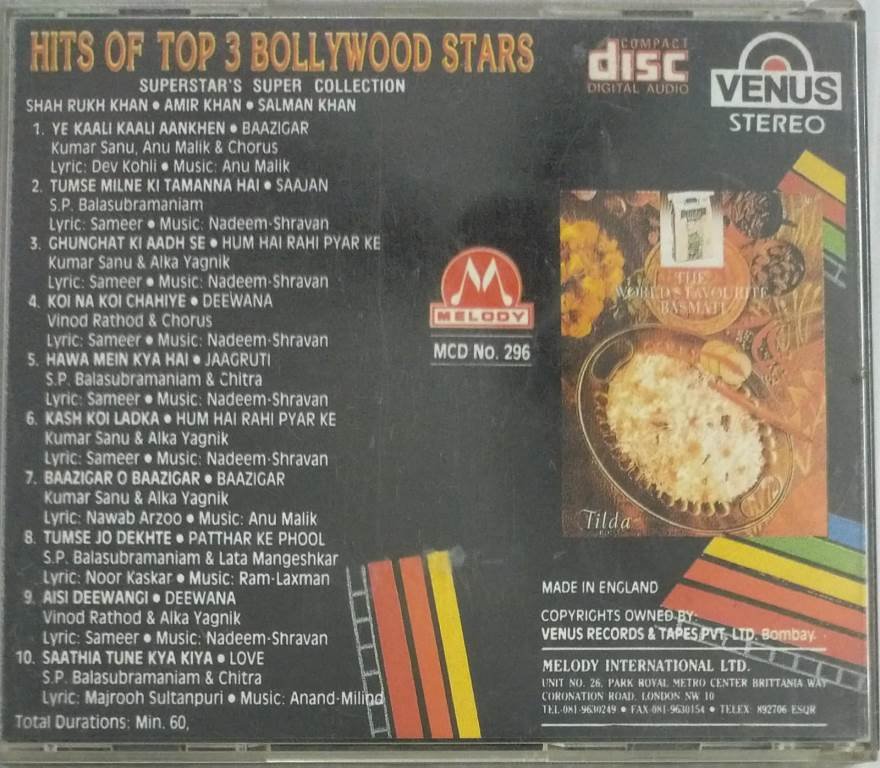 HITS OF TOP 3 BOLLYWOOD STARS
SUPERSTAR'S SUPER COLLECTION
SHAH RUKH KHAN • AMIR KHAN • SALMAN KHAN
1. YE KAALI KAALI AANKHEN • BAAZIGAR
Kumar Sanu, Anu Malik & Chorus
Lyric: Dev Kohli • Music: Anu Malik
2. TUMSE MILNE KI TAMANNA HAI • SAAJAN
S.P. Balasubramaniam
Lyric: Sameer • Music: Nadeem-Shravan
3. GHUNGHAT KI AADH SE • HUM HAI RAHI PYAR KE
Kumar Sanu & Alka Yagnik
Lyric: Sameer • Music: Nadeem-Shravan
4. KOI NA KOI CHAHIYE • DEEWANA
Vinod Rathod & Chorus
Lyric: Sameer • Music: Nadeem-Shravan
5. HAWA MEIN KYA HAI • JAAGRUTI
S.P. Balasubramaniam & Chitra
Lyric: Sameer • Music: Nadeem-Shravan
6. KASH KOI LADKA • HUM HAI RAHI PYAR KE
Kumar Sanu & Alka Yagnik
Lyric: Sameer • Music: Nadeem-Shravan
7. BAAZIGAR O BAAZIGAR • BAAZIGAR
Kumar Sanu & Alka Yagnik
Lyric: Nawab Arzoo • Music: Anu Malik
8. TUMSE JO DEKHTE • PATTHAR KE PHOOL
S.P. Balasubramaniam & Lata Mangeshkar
Lyric: Noor Kaskar • Music: Ram-Laxman
9. AISI DEEWANGI • DEEWANA
Vinod Rathod & Alka Yagnik
Lyric: Sameer • Music: Nadeem-Shravan
10. SAATHIA TUNE KYA KIYA • LOVE
S.P. Balasubramaniam & Chitra
Lyric: Majrooh Sultanpuri • Music: Anand-Milind
Total Durations: Min. 60,
COMPACT
disc
DIGITAL AUDIO
VENUS
STEREO
MELODY
MCD No. 296
THE
WORLD'S FAVOURITE
BASMATI
Tilda
MADE IN ENGLAND
COPYRIGHTS OWNED BY:
VENUS RECORDS & TAPES PVT. LTD. Bombay.
MELODY INTERNATIONAL LTD.
UNIT NO. 26, PARK ROYAL METRO CENTER BRITTANIA WAY
CORONATION ROAD. LONDON NW 10
TEL-081-9630249 • FAX-081-9630154 • TELEX: 892706 ESQR